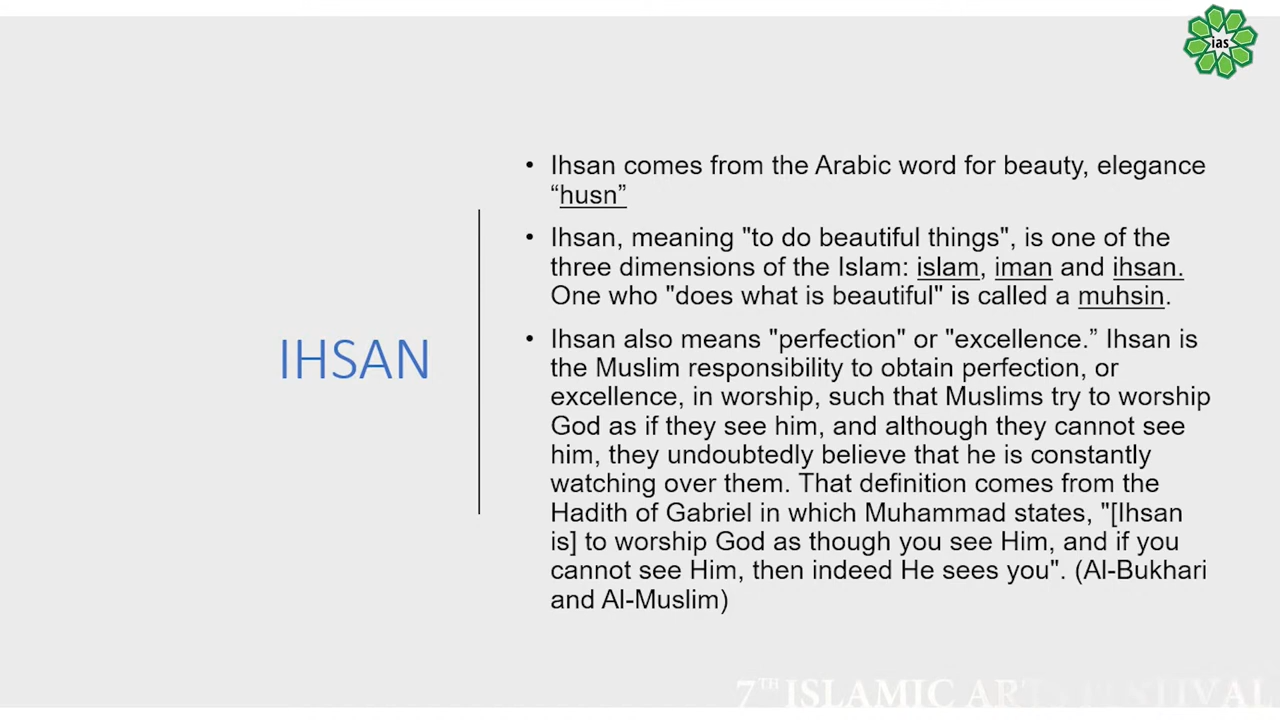 ias
IHSAN
• Ihsan comes from the Arabic word for beauty, elegance
“husn”
• Ihsan, meaning "to do beautiful things", is one of the
three dimensions of the Islam: islam, iman and ihsan.
One who "does what is beautiful" is called a muhsin.
• Ihsan also means "perfection" or "excellence.” Ihsan is
the Muslim responsibility to obtain perfection, or
excellence, in worship, such that Muslims try to worship
God as if they see him, and although they cannot see
him, they undoubtedly believe that he is constantly
watching over them. That definition comes from the
Hadith of Gabriel in which Muhammad states, "[Ihsan
is] to worship God as though you see Him, and if you
cannot see Him, then indeed He sees you". (Al-Bukhari
and Al-Muslim)
7TH ISLAMIC ARTS FESTIVAL